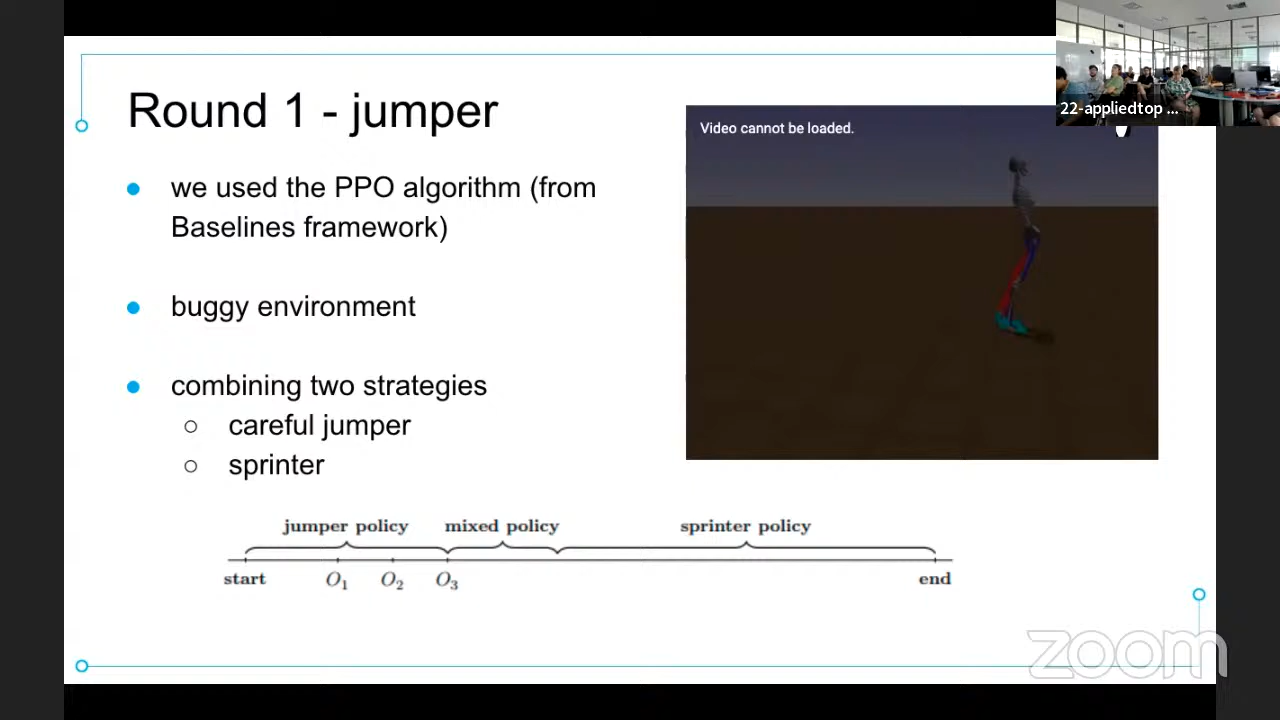 Round 1 - jumper
Video cannot be loaded.
22-appliedtop ...
we used the PPO algorithm (from
Baselines framework)
buggy environment
combining two strategies
careful jumper
sprinter
jumper policy mixed policy sprinter policy
start O1 O2 O3 end
zoom